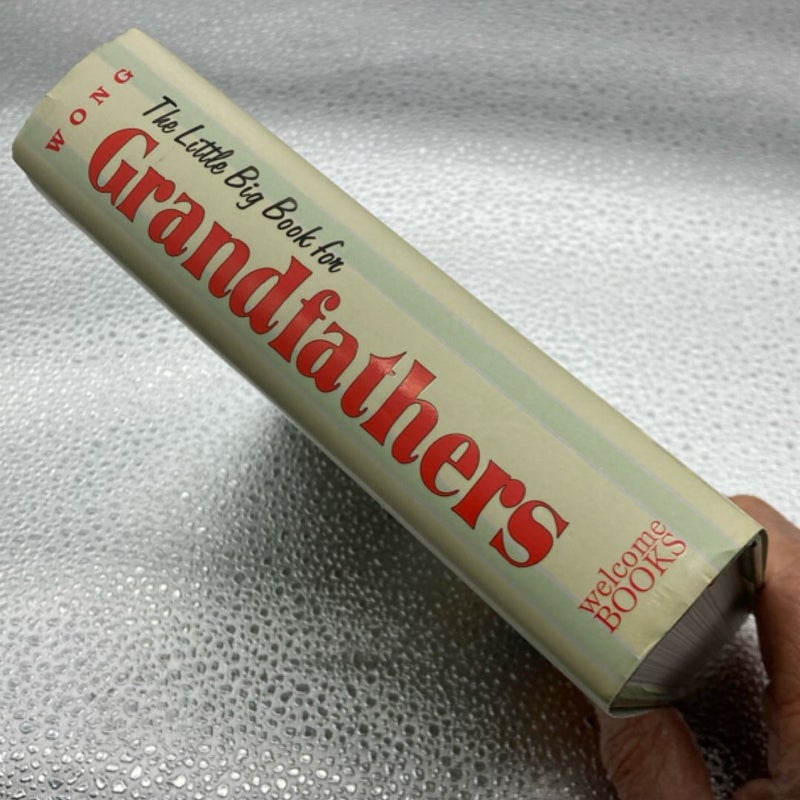 WONG
The Little Big Book for
Grandfathers
welcome
BOOKS